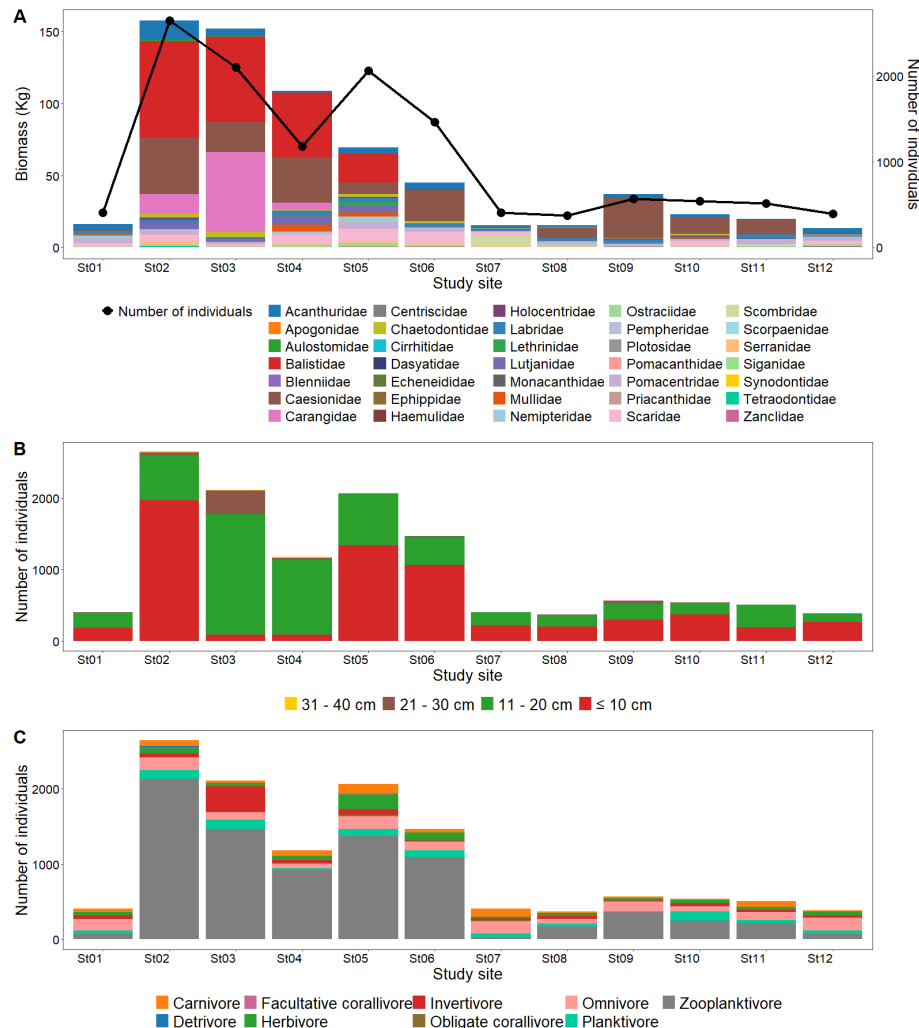 A
Biomass (Kg)
150
100
50
0
2000
1000
0
Number of individuals
St01 St02 St03 St04 St05 St06 St07 St08 St09 St10 St11 St12
Study site
Number of individuals
Acanthuridae Centriscidae Holocentridae Ostraciidae Scombridae
Apogonidae Chaetodontidae Labridae Pempheridae Scorpaenidae
Aulostomidae Cirrhitidae Lethrinidae Plotosidae Serranidae
Balistidae Dasyatidae Lutjanidae Pomacanthidae Siganidae
Blenniidae Echeneididae Monacanthidae Pomacentridae Synodontidae
Caesionidae Ephippidae Mullidae Priacanthidae Tetraodontidae
Carangidae Haemulidae Nempteridae Scaridae Zanclidae
B
Number of individuals
2000
1000
0
St01 St02 St03 St04 St05 St06 St07 St08 St09 St10 St11 St12
Study site
31 - 40 cm 21 - 30 cm 11 - 20 cm ≤ 10 cm
C
Number of individuals
2000
1000
0
St01 St02 St03 St04 St05 St06 St07 St08 St09 St10 St11 St12
Study site
Carnivore Facultative corallivore Invertivore Omnivore Zooplanktivore
Detrivore Herbivore Obligate corallivore Planktivore